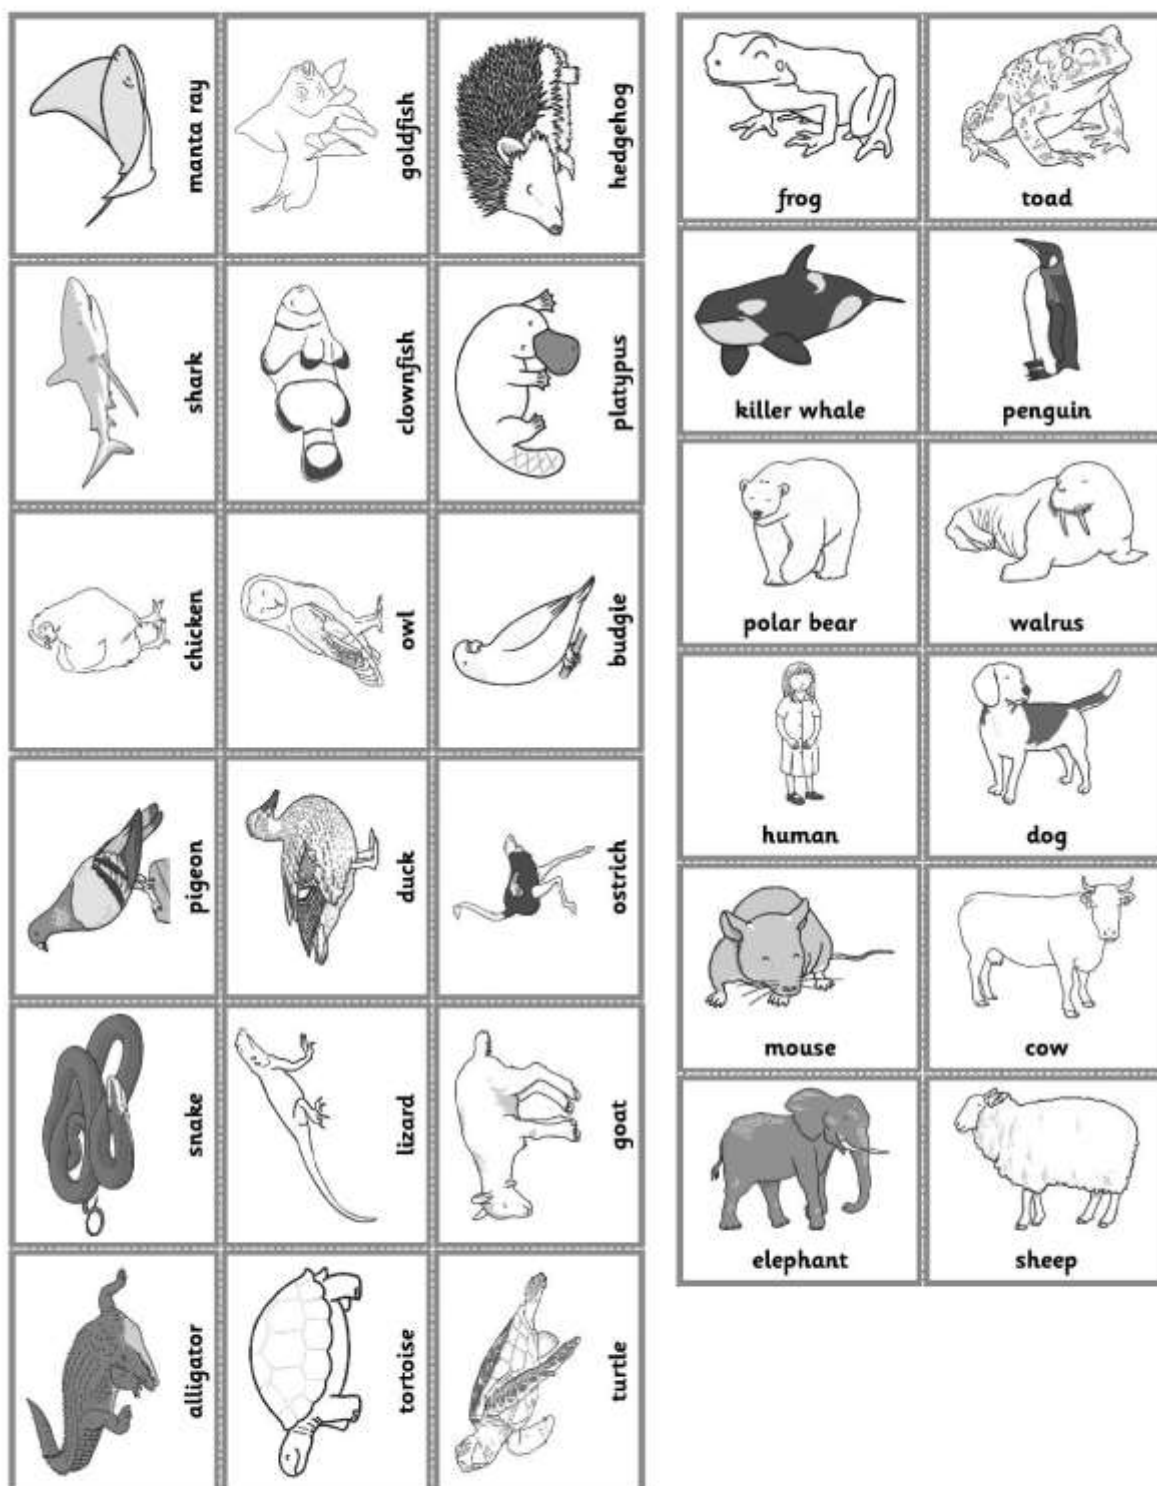 manta ray
goldfish
hedgehog
shark
clownfish
platypus
chicken
owl
budgie
pigeon
duck
ostrich
snake
lizard
goat
alligator
tortoise
turtle
frog
toad
killer whale
penguin
polar bear
walrus
human
dog
mouse
cow
elephant
sheep